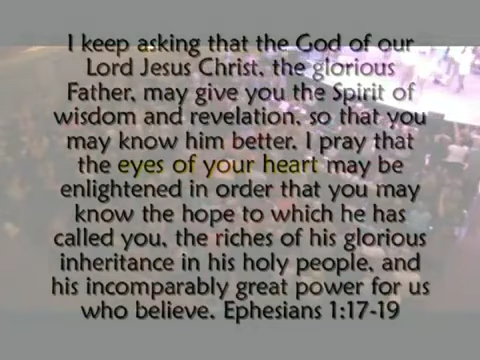 I keep asking that the God of our
Lord Jesus Christ, the glorious
Father, may give you the Spirit of
wisdom and revelation, so that you
may know him better. I pray that
the eyes of your heart may be
enlightened in order that you may
know the hope to which he has
called you, the riches of his glorious
inheritance in his holy people, and
his incomparably great power for us
who believe. Ephesians 1:17-19